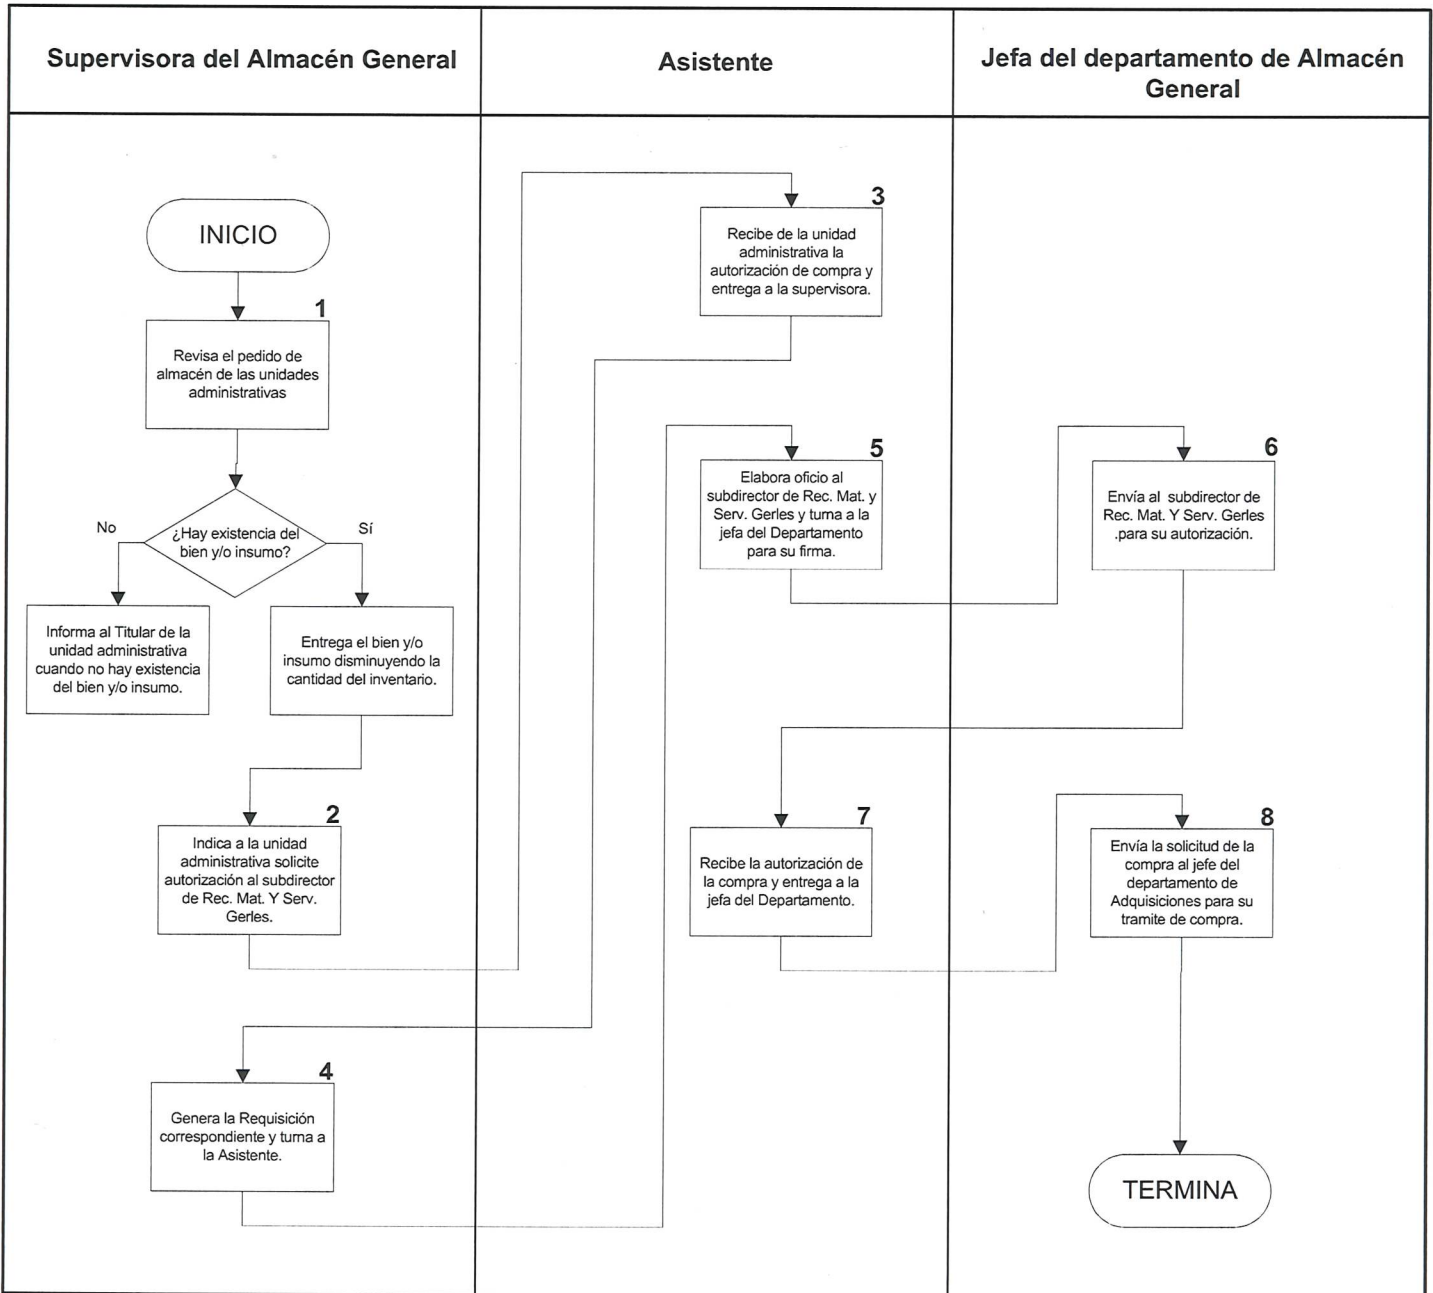 Supervisora del Almacén General
Asistente
Jefa del departamento de Almacén
General
INICIO
1
Revisa el pedido de
almacén de las unidades
administrativas
¿Hay existencia del
bien y/o insumo?
No
Sí
Informa al Titular de la
unidad administrativa
cuando no hay existencia
del bien y/o insumo.
Entrega el bien y/o
insumo disminuyendo la
cantidad del inventario.
2
Indica a la unidad
administrativa solicite
autorización al subdirector
de Rec. Mat. Y Serv.
Gerles.
3
Recibe de la unidad
administrativa la
autorización de compra y
entrega a la supervisora.
4
Genera la Requisición
correspondiente y turna a
la Asistente.
5
Elabora oficio al
subdirector de Rec. Mat. y
Serv. Gerles y turna a la
jefa del Departamento
para su firma.
6
Envía al subdirector de
Rec. Mat. Y Serv. Gerles
.para su autorización.
7
Recibe la autorización de
la compra y entrega a la
jefa del Departamento.
8
Envía la solicitud de la
compra al jefe del
departamento de
Adquisiciones para su
tramite de compra.
TERMINA